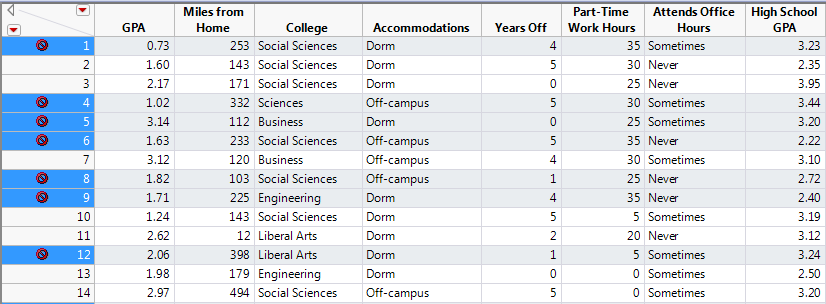 GPA Miles from Home College Accommodations Years Off Part-Time Work Hours Attends Office Hours High School GPA
1 0.73 253 Social Sciences Dorm 4 35 Sometimes 3.23
2 1.60 143 Social Sciences Dorm 5 30 Never 2.35
3 2.17 171 Social Sciences Dorm 0 25 Never 3.95
4 1.02 332 Sciences Off-campus 5 30 Sometimes 3.44
5 3.14 112 Business Dorm 0 25 Sometimes 3.20
6 1.63 233 Social Sciences Off-campus 5 35 Never 2.22
7 3.12 120 Business Off-campus 4 30 Sometimes 3.10
8 1.82 103 Social Sciences Off-campus 1 25 Never 2.72
9 1.71 225 Engineering Dorm 4 35 Never 2.40
10 1.24 143 Social Sciences Dorm 5 5 Sometimes 3.19
11 2.62 12 Liberal Arts Dorm 2 20 Never 3.12
12 2.06 398 Liberal Arts Dorm 1 5 Sometimes 3.24
13 1.98 179 Engineering Dorm 0 0 Sometimes 2.50
14 2.97 494 Social Sciences Off-campus 5 0 Sometimes 3.20